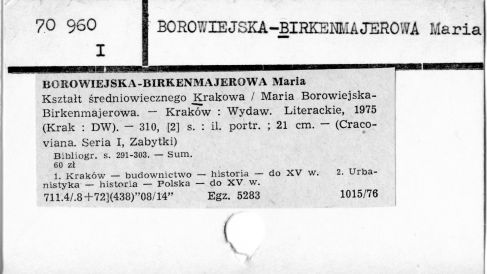 70 960
I
BOROWIEJSKA-BIRKENMAJEROWA Maria
BOROWIEJSKA-BIRKENMAJEROWA Maria
Kształt średniowiecznego Krakowa / Maria Borowiejska-
Birkenmajerowa. — Kraków : Wydaw. Literackie, 1975
(Krak : DW). — 310, [2] s. : il. portr. ; 21 cm. — (Craco-
viana. Seria I, Zabytki)
Bibliogr. s. 291-303. — Sum.
60 zł
1. Kraków — budownictwo — historia — do XV w. 2. Urba-
nistyka — historia — Polska — do XV w.
711.4/.8+72](438)"08/14" Egz. 5283 1015/76